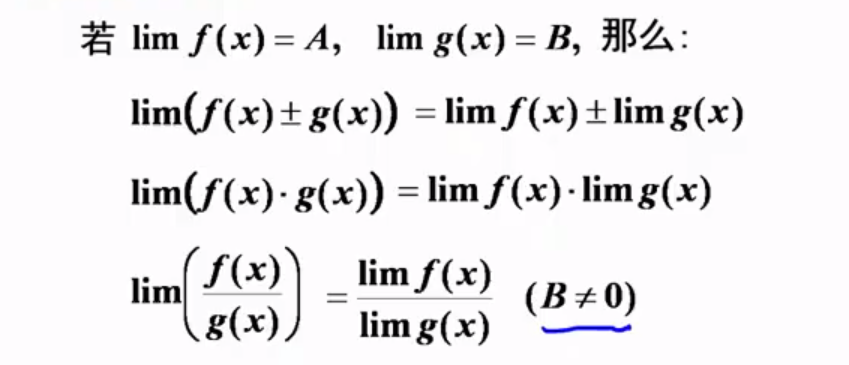 若 lim f(x) = A, lim g(x) = B, 那么:
lim(f(x) ± g(x)) = lim f(x) ± lim g(x)
lim(f(x) · g(x)) = lim f(x) · lim g(x)
lim(f(x)/g(x)) = lim f(x)/lim g(x) (B ≠ 0)